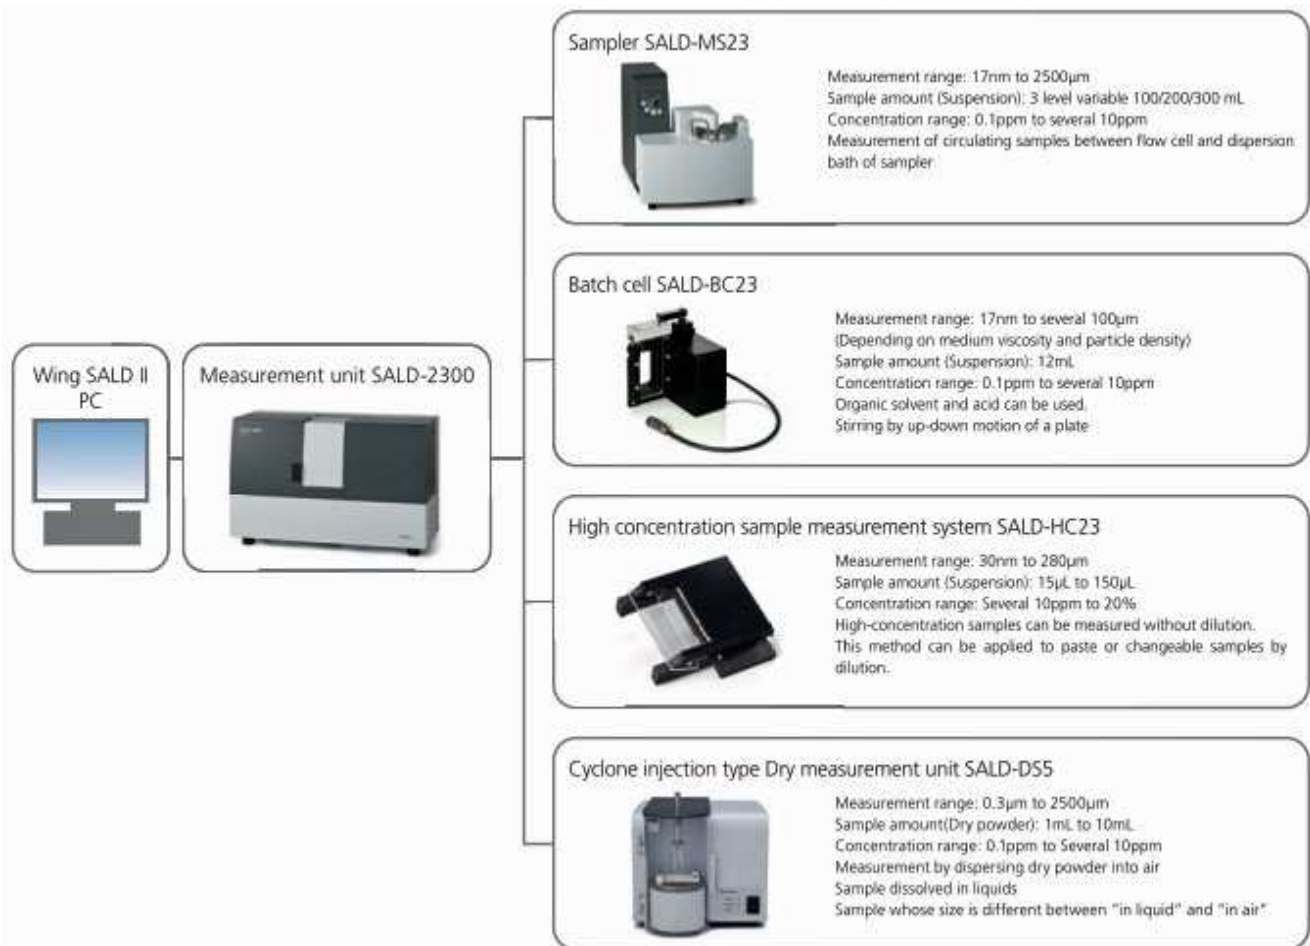 Wing SALD II
PC
Measurement unit SALD-2300
Sampler SALD-MS23
Measurement range: 17nm to 2500μm
Sample amount (Suspension): 3 level variable 100/200/300 mL
Concentration range: 0.1ppm to several 10ppm
Measurement of circulating samples between flow cell and dispersion
bath of sampler
Batch cell SALD-BC23
Measurement range: 17nm to several 100μm
(Depending on medium viscosity and particle density)
Sample amount (Suspension): 12mL
Concentration range: 0.1ppm to several 10ppm
Organic solvent and acid can be used.
Stirring by up-down motion of a plate
High concentration sample measurement system SALD-HC23
Measurement range: 30nm to 280μm
Sample amount (Suspension): 15μL to 150μL
Concentration range: Several 10ppm to 20%
High-concentration samples can be measured without dilution.
This method can be applied to paste or changeable samples by
dilution.
Cyclone injection type Dry measurement unit SALD-DS5
Measurement range: 0.3μm to 2500μm
Sample amount(Dry powder): 1mL to 10mL
Concentration range: 0.1ppm to Several 10ppm
Measurement by dispersing dry powder into air
Sample dissolved in liquids
Sample whose size is different between "in liquid" and "in air"